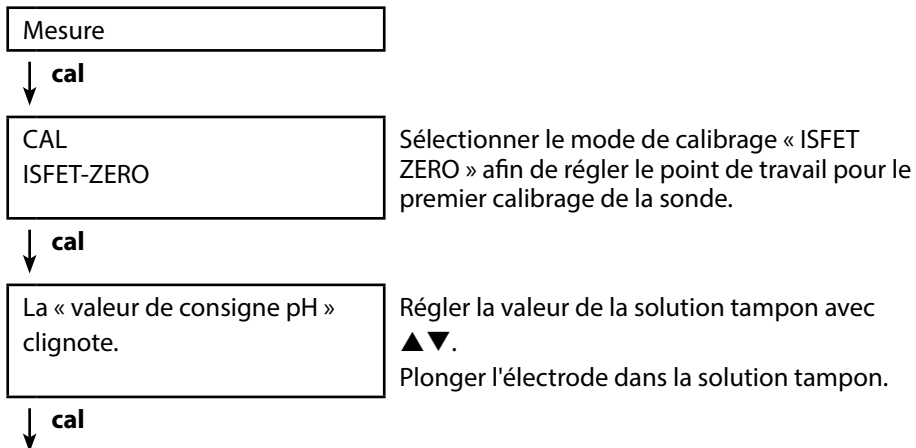 Mesure
cal
CAL
ISFET-ZERO
Sélectionner le mode de calibrage « ISFET
ZERO » afin de régler le point de travail pour le
premier calibrage de la sonde.
cal
La « valeur de consigne pH »
clignote.
Régler la valeur de la solution tampon avec
▲▼.
Plonger l'électrode dans la solution tampon.
cal